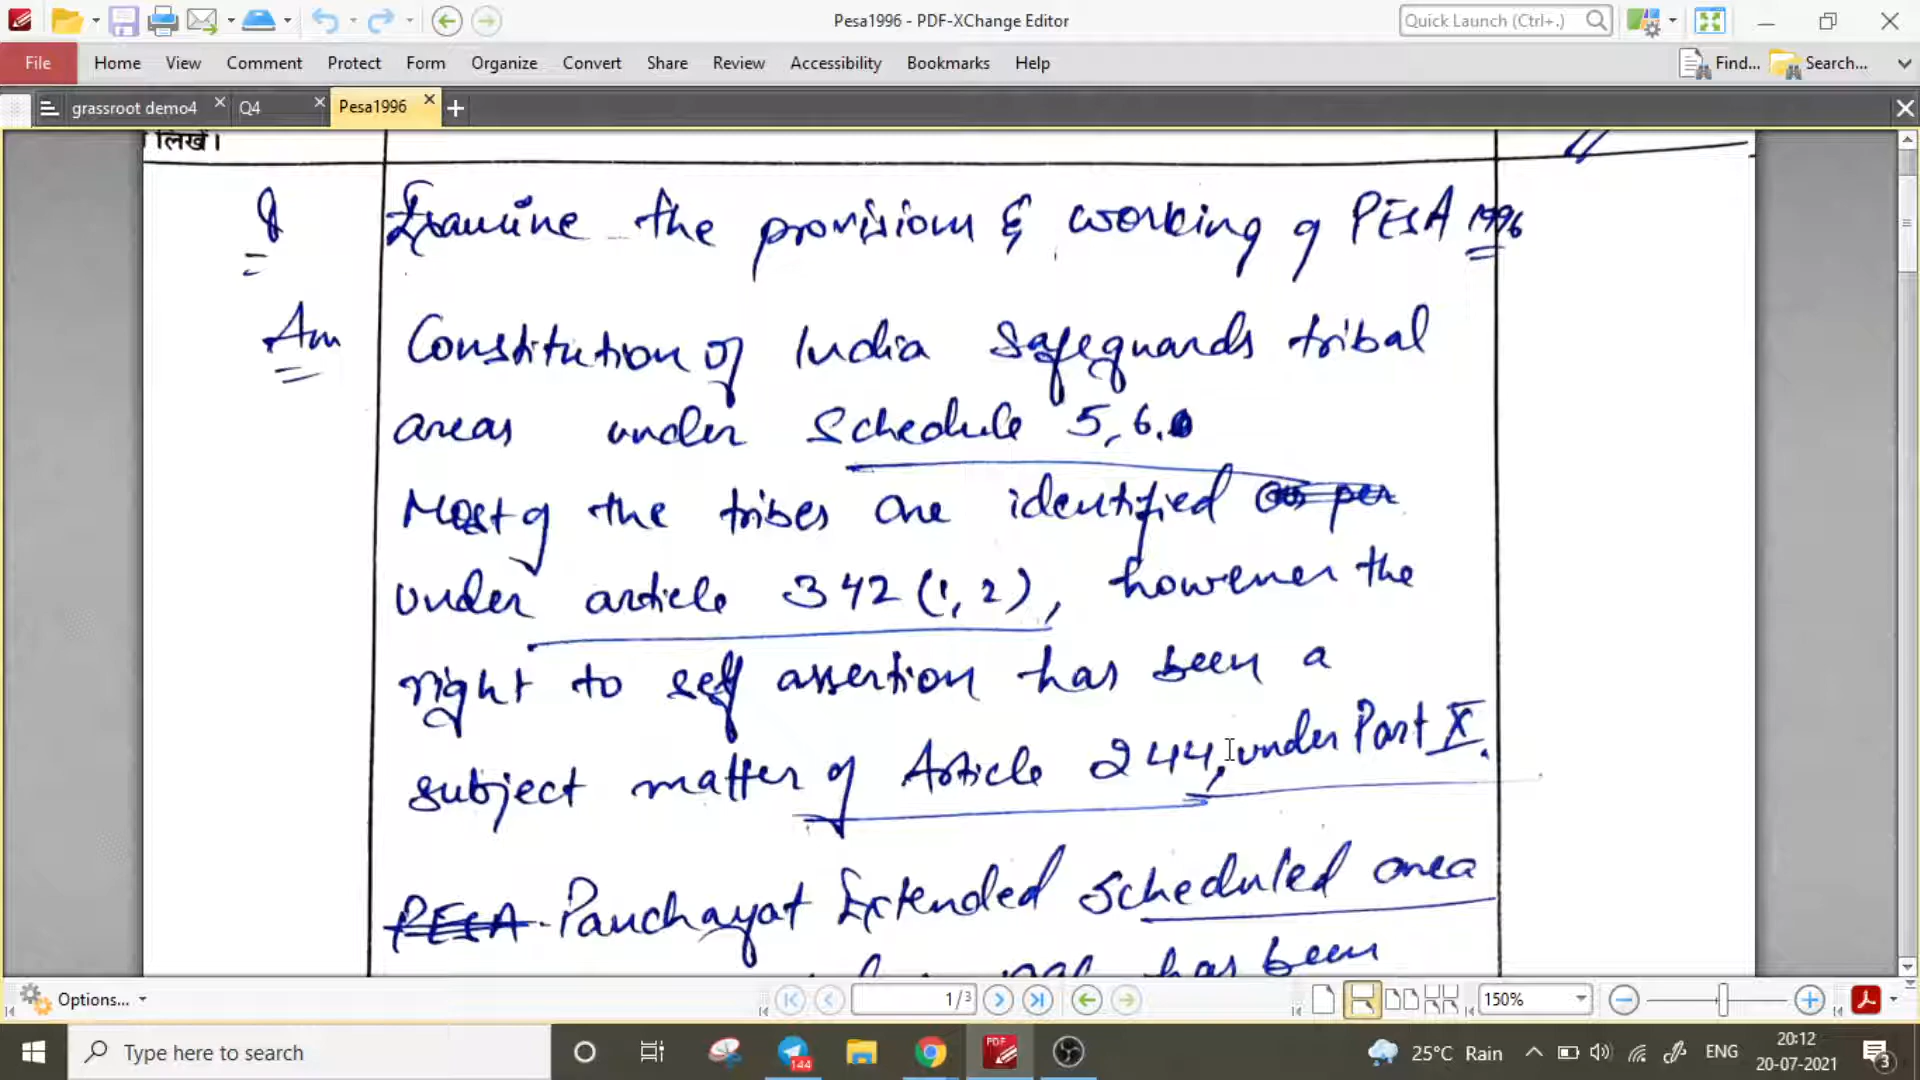 Pesa1996 - PDF-XChange Editor
Quick Launch (Ctrl+.)
File Home View Comment Protect Form Organize Convert Share Review Accessibility Bookmarks Help Find... Search...
grassroot demo4 Q4 Pesa1996
लिखें।
Q Examine the provisions & working of PESA 1996
Ans Constitution of India Safeguards tribal
areas under Schedule 5, 6.
Most of the tribes are identified as per
under article 342 (1, 2), however the
right to self assertion has been a
subject matter of Article 244, under Part X.
PESA - Panchayat Extended Scheduled area
1996 has been
Options... 1/3 150%
Type here to search 144 25°C Rain ENG 20:12
20-07-2021 3